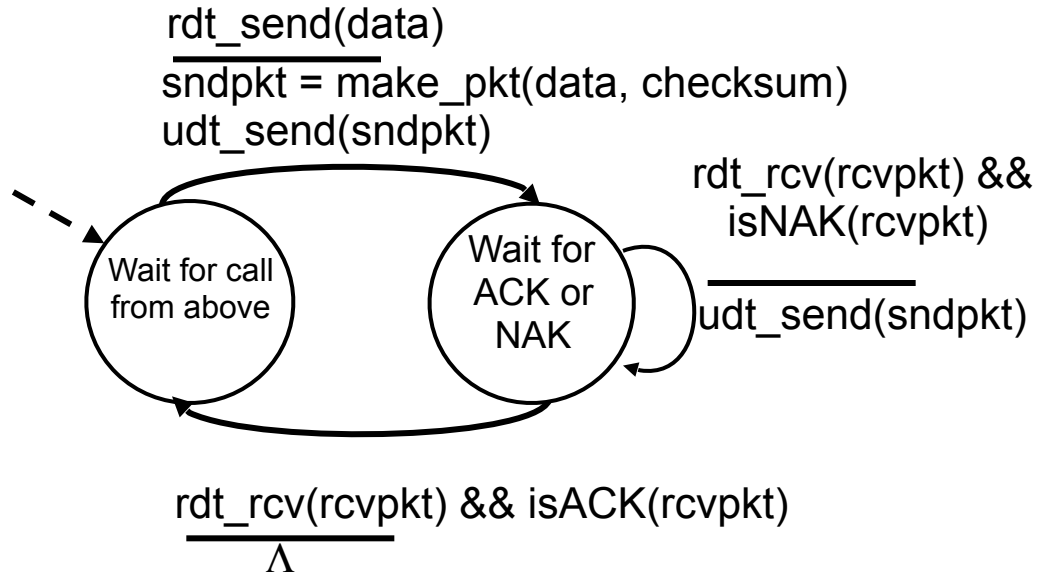 rdt_send(data)
sndpkt = make_pkt(data, checksum)
udt_send(sndpkt)
Wait for call
from above
Wait for
ACK or
NAK
rdt_rcv(rcvpkt) &&
isNAK(rcvpkt)
udt_send(sndpkt)
rdt_rcv(rcvpkt) && isACK(rcvpkt)
Λ